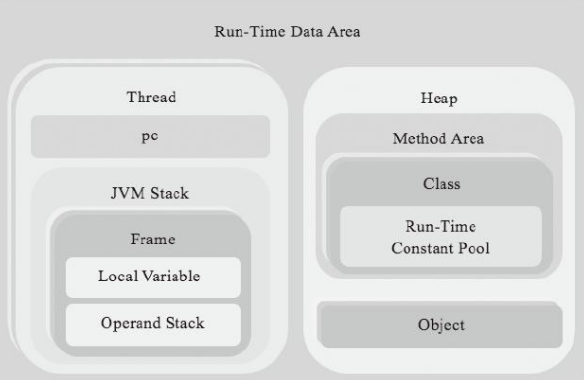 Run-Time Data Area
Thread
pc
JVM Stack
Frame
Local Variable
Operand Stack
Heap
Method Area
Class
Run-Time
Constant Pool
Object